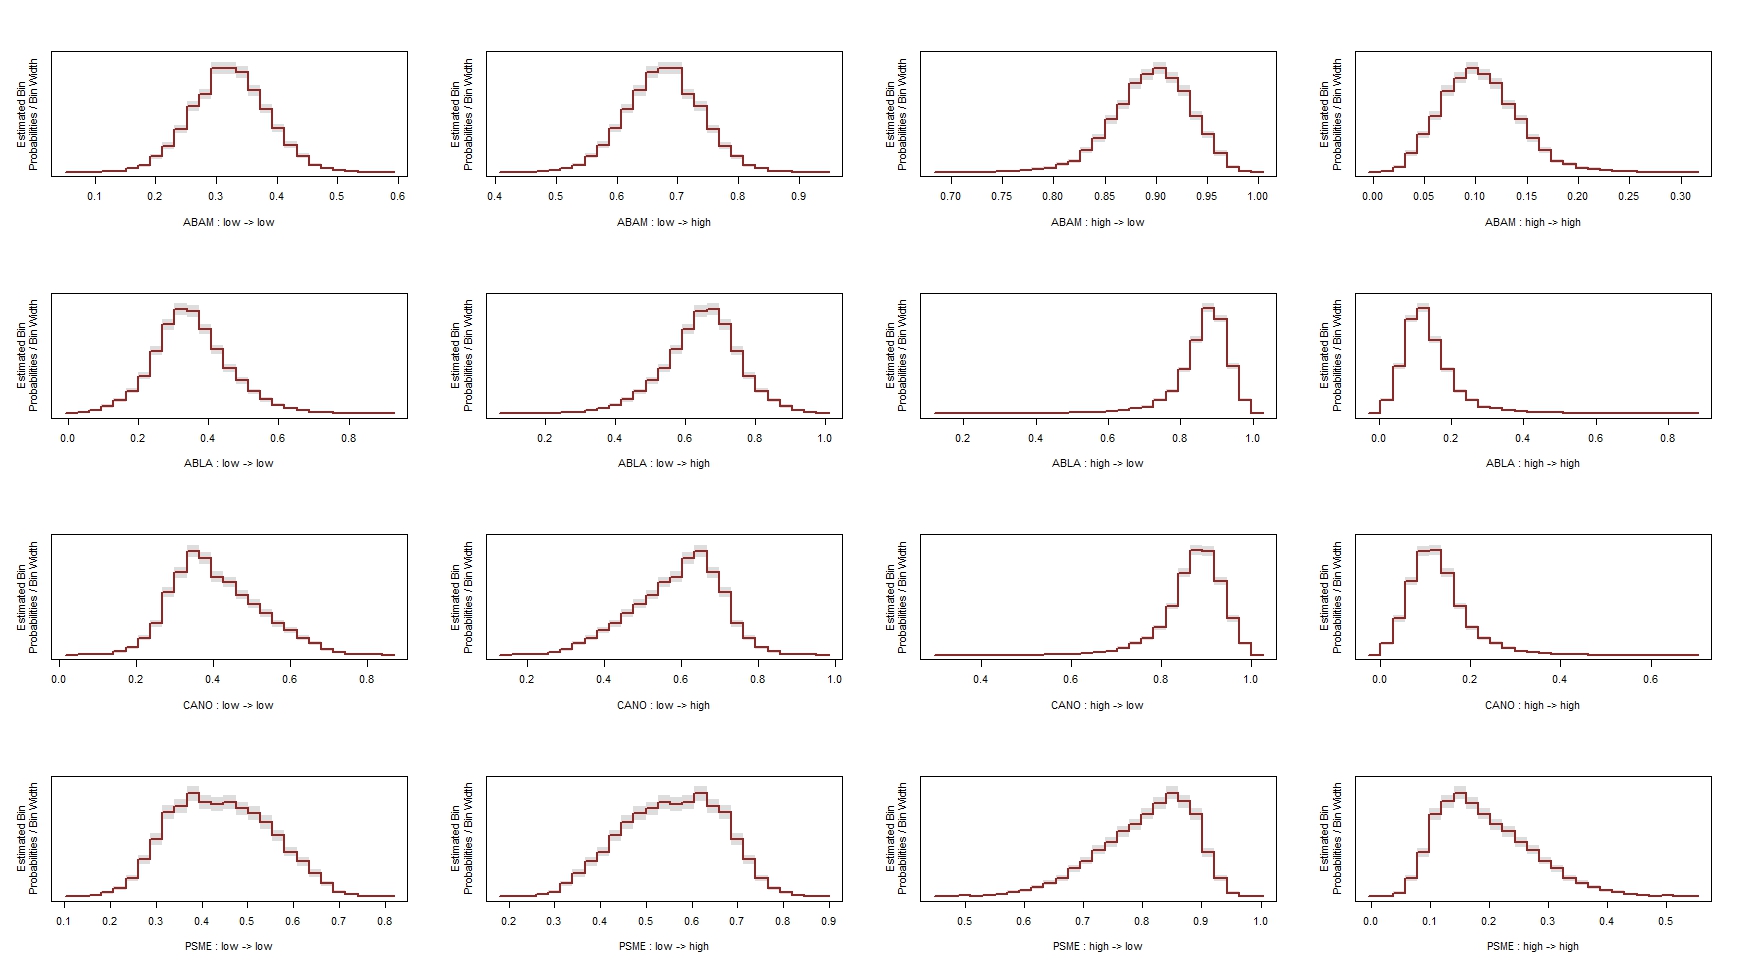 Estimated Bin
Probabilities / Bin Width
0.1 0.2 0.3 0.4 0.5 0.6
ABAM : low -> low
Estimated Bin
Probabilities / Bin Width
0.4 0.5 0.6 0.7 0.8 0.9
ABAM : low -> high
Estimated Bin
Probabilities / Bin Width
0.70 0.75 0.80 0.85 0.90 0.95 1.00
ABAM : high -> low
Estimated Bin
Probabilities / Bin Width
0.00 0.05 0.10 0.15 0.20 0.25 0.30
ABAM : high -> high
Estimated Bin
Probabilities / Bin Width
0.0 0.2 0.4 0.6 0.8
ABLA : low -> low
Estimated Bin
Probabilities / Bin Width
0.2 0.4 0.6 0.8 1.0
ABLA : low -> high
Estimated Bin
Probabilities / Bin Width
0.2 0.4 0.6 0.8 1.0
ABLA : high -> low
Estimated Bin
Probabilities / Bin Width
0.0 0.2 0.4 0.6 0.8
ABLA : high -> high
Estimated Bin
Probabilities / Bin Width
0.0 0.2 0.4 0.6 0.8
CANO : low -> low
Estimated Bin
Probabilities / Bin Width
0.2 0.4 0.6 0.8 1.0
CANO : low -> high
Estimated Bin
Probabilities / Bin Width
0.4 0.6 0.8 1.0
CANO : high -> low
Estimated Bin
Probabilities / Bin Width
0.0 0.2 0.4 0.6
CANO : high -> high
Estimated Bin
Probabilities / Bin Width
0.1 0.2 0.3 0.4 0.5 0.6 0.7 0.8
PSME : low -> low
Estimated Bin
Probabilities / Bin Width
0.2 0.3 0.4 0.5 0.6 0.7 0.8 0.9
PSME : low -> high
Estimated Bin
Probabilities / Bin Width
0.5 0.6 0.7 0.8 0.9 1.0
PSME : high -> low
Estimated Bin
Probabilities / Bin Width
0.0 0.1 0.2 0.3 0.4 0.5
PSME : high -> high